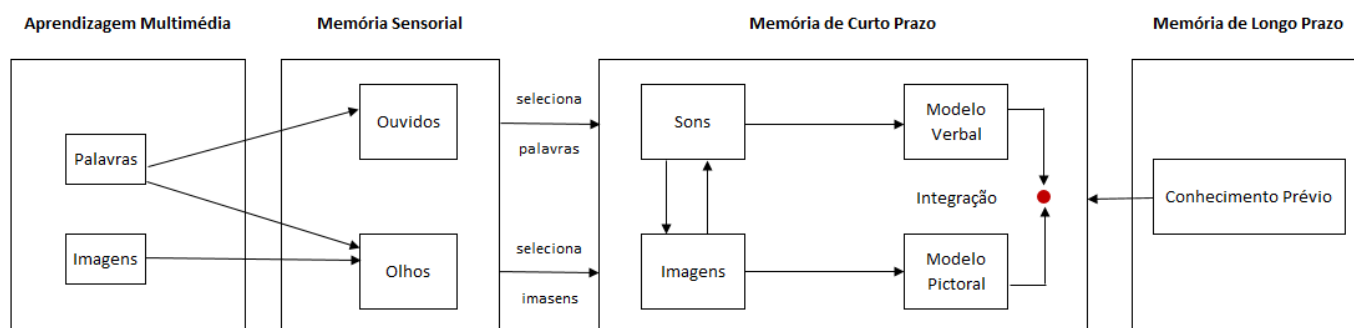 Aprendizagem Multimédia
Memória Sensorial
Memória de Curto Prazo
Memória de Longo Prazo
Palavras
Imagens
Ouvidos
Olhos
seleciona
palavras
seleciona
imasens
Sons
Imagens
Modelo
Verbal
Integração
Modelo
Pictoral
Conhecimento Prévio